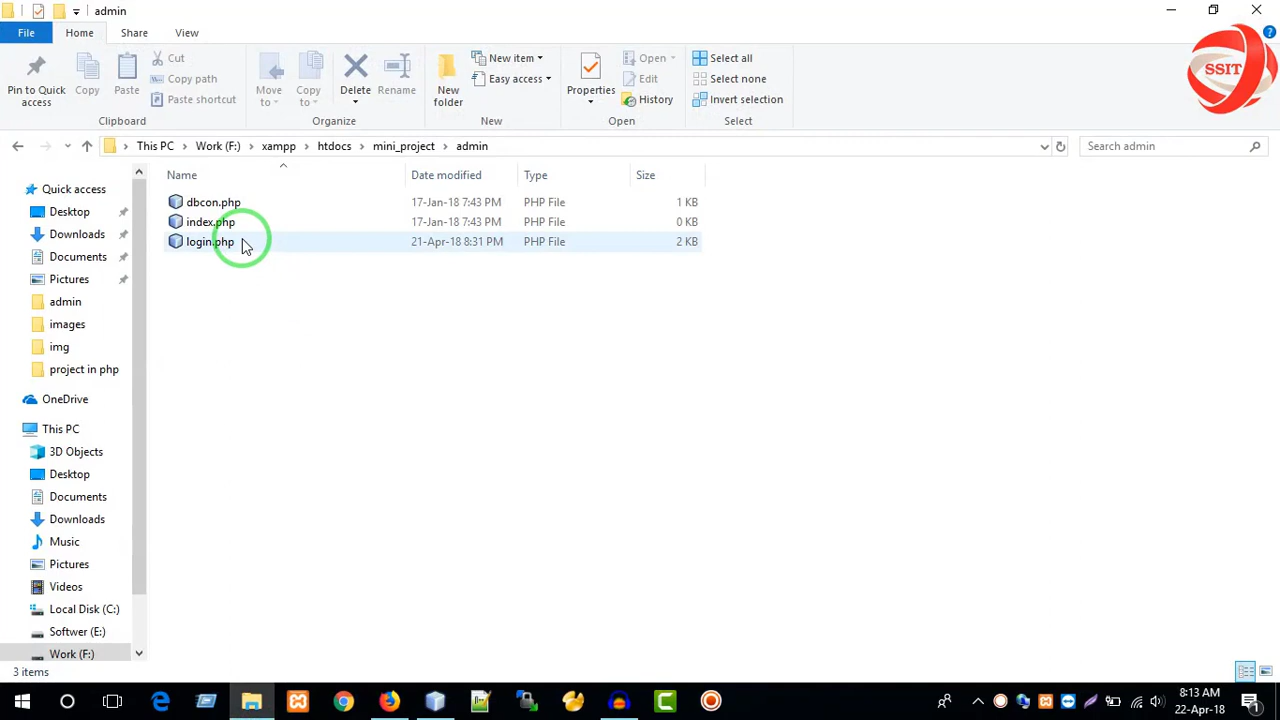 admin
File Home Share View
Pin to Quick access
Copy
Paste
Cut
Copy path
Paste shortcut
Clipboard
Move to
Copy to
Delete
Rename
Organize
New folder
New item
Easy access
New
Properties
Open
Edit
History
Open
Select all
Select none
Invert selection
Select
SSIT
This PC > Work (F:) > xampp > htdocs > mini_project > admin
Search admin
Name Date modified Type Size
dbcon.php 17-Jan-18 7:43 PM PHP File 1 KB
index.php 17-Jan-18 7:43 PM PHP File 0 KB
login.php 21-Apr-18 8:31 PM PHP File 2 KB
Quick access
Desktop
Downloads
Documents
Pictures
admin
images
img
project in php
OneDrive
This PC
3D Objects
Desktop
Documents
Downloads
Music
Pictures
Videos
Local Disk (C:)
Softwer (E:)
Work (F:)
3 items
8:13 AM
22-Apr-18
1